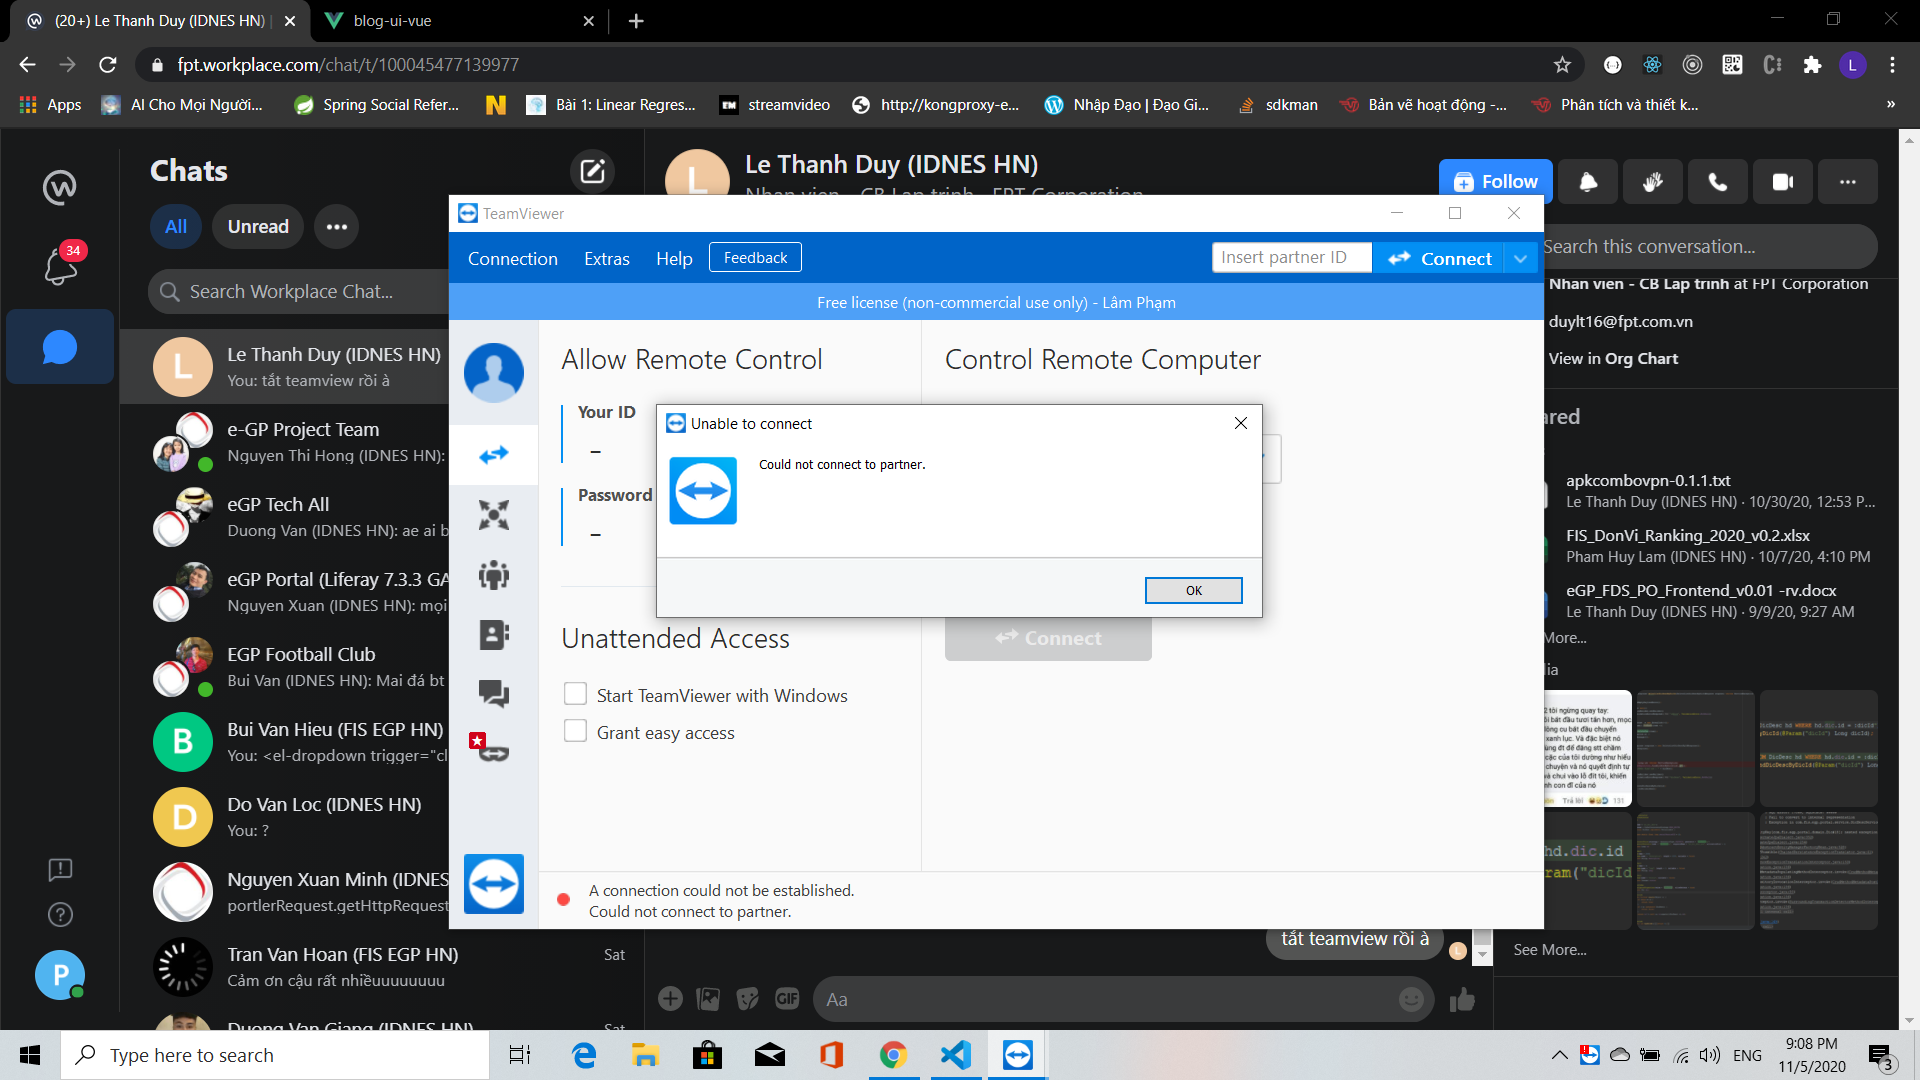 (20+) Le Thanh Duy (IDNES HN) |
blog-ui-vue
fpt.workplace.com/chat/t/100045477139977
L
Apps
AI Cho Mọi Người...
Spring Social Refer...
Bài 1: Linear Regres...
streamvideo
http://kongproxy-e...
Nhập Đạo | Đạo Gi...
sdkman
Bản vẽ hoạt động -...
Phân tích và thiết k...
»
Chats
All
Unread
34
Search Workplace Chat...
L
Le Thanh Duy (IDNES HN)
You: tắt teamview rồi à
e-GP Project Team
Nguyen Thi Hong (IDNES HN):
eGP Tech All
Duong Van (IDNES HN): ae ai b
eGP Portal (Liferay 7.3.3 GA
Nguyen Xuan (IDNES HN): mọi
EGP Football Club
Bui Van (IDNES HN): Mai đá bt
B
Bui Van Hieu (FIS EGP HN)
You: <el-dropdown trigger="cl
D
Do Van Loc (IDNES HN)
You: ?
Nguyen Xuan Minh (IDNES
portlerRequest.getHttpRequest
Tran Van Hoan (FIS EGP HN)
Sat
Cảm ơn cậu rất nhiềuuuuuuuu
Duong Van Giang (IDNES HN)
Sat
P
L
Le Thanh Duy (IDNES HN)
Nhan vien - CB Lap trinh - FPT Corporation
Follow
Search this conversation...
Nhan vien - CB Lap trinh at FPT Corporation
duylt16@fpt.com.vn
View in Org Chart
ared
apkcombovpn-0.1.1.txt
Le Thanh Duy (IDNES HN) · 10/30/20, 12:53 P...
FIS_DonVi_Ranking_2020_v0.2.xlsx
Pham Huy Lam (IDNES HN) · 10/7/20, 4:10 PM
eGP_FDS_PO_Frontend_v0.01 -rv.docx
Le Thanh Duy (IDNES HN) · 9/9/20, 9:27 AM
More...
dia
2 tôi ngừng quay tay:
hd.dic.id
ram("dicId
See More...
tắt teamview rồi à
L
GIF
Aa
TeamViewer
Connection
Extras
Help
Feedback
Insert partner ID
Connect
Free license (non-commercial use only) - Lâm Phạm
Allow Remote Control
Your ID
–
Password
–
Control Remote Computer
Connect
Unattended Access
Start TeamViewer with Windows
Grant easy access
A connection could not be established.
Could not connect to partner.
Unable to connect
Could not connect to partner.
OK
Type here to search
ENG
9:08 PM
11/5/2020
3